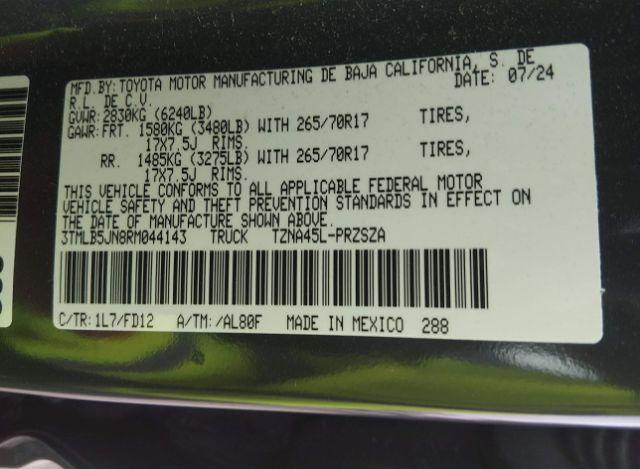 MFD.BY:TOYOTA MOTOR MANUFACTURING DE BAJA CALIFORNIA, S. DE
R.L. DE C.V. DATE: 07/24
GVWR:2830KG (6240LB)
GAWR:FRT. 1580KG (3480LB) WITH 265/70R17 TIRES,
17X7.5J RIMS.
RR. 1485KG (3275LB) WITH 265/70R17 TIRES,
17X7.5J RIMS.
THIS VEHICLE CONFORMS TO ALL APPLICABLE FEDERAL MOTOR
VEHICLE SAFETY AND THEFT PREVENTION STANDARDS IN EFFECT ON
THE DATE OF MANUFACTURE SHOWN ABOVE.
3TMLB5JN8RM044143 TRUCK TZNA45L-PRZSZA
C/TR:1L7/FD12 A/TM:/AL80F MADE IN MEXICO 288